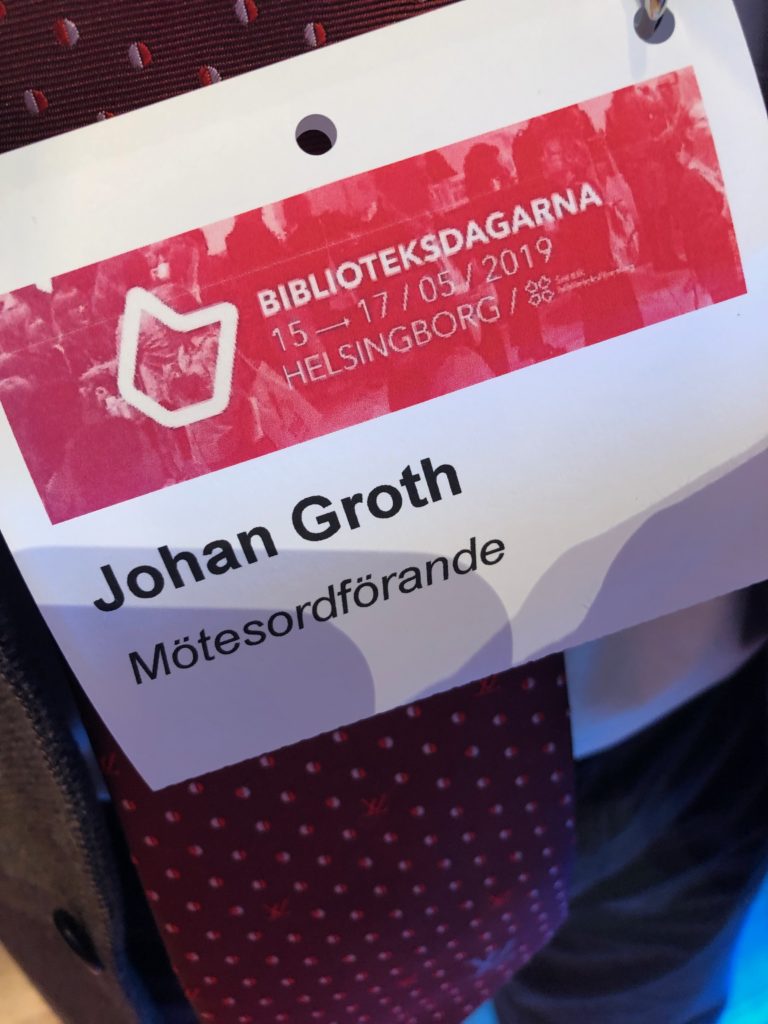 BIBLIOTEKSDAGARNA
15 → 17 / 05 / 2019
HELSINGBORG /
Johan Groth
Mötesordförande